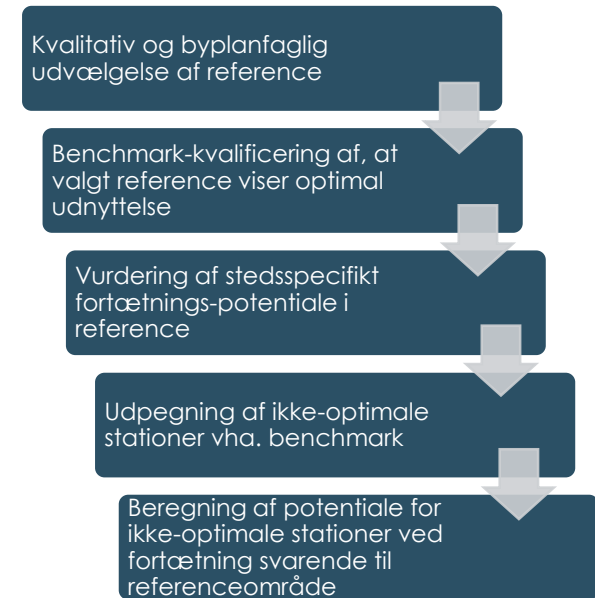 Kvalitativ og byplanfaglig
udvælgelse af reference
Benchmark-kvalificering af, at
valgt reference viser optimal
udnyttelse
Vurdering af stedsspecifikt
fortætnings-potentiale i
reference
Udpegning af ikke-optimale
stationer vha. benchmark
Beregning af potentiale for
ikke-optimale stationer ved
fortætning svarende til
referenceområde